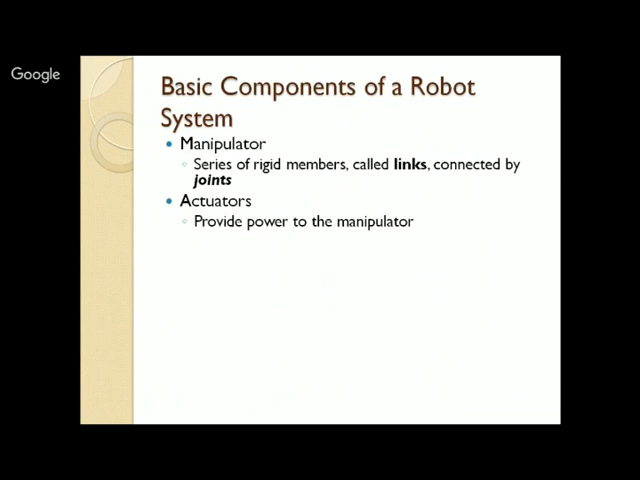 Google
Basic Components of a Robot
System
• Manipulator
◦ Series of rigid members, called links, connected by
joints
• Actuators
◦ Provide power to the manipulator